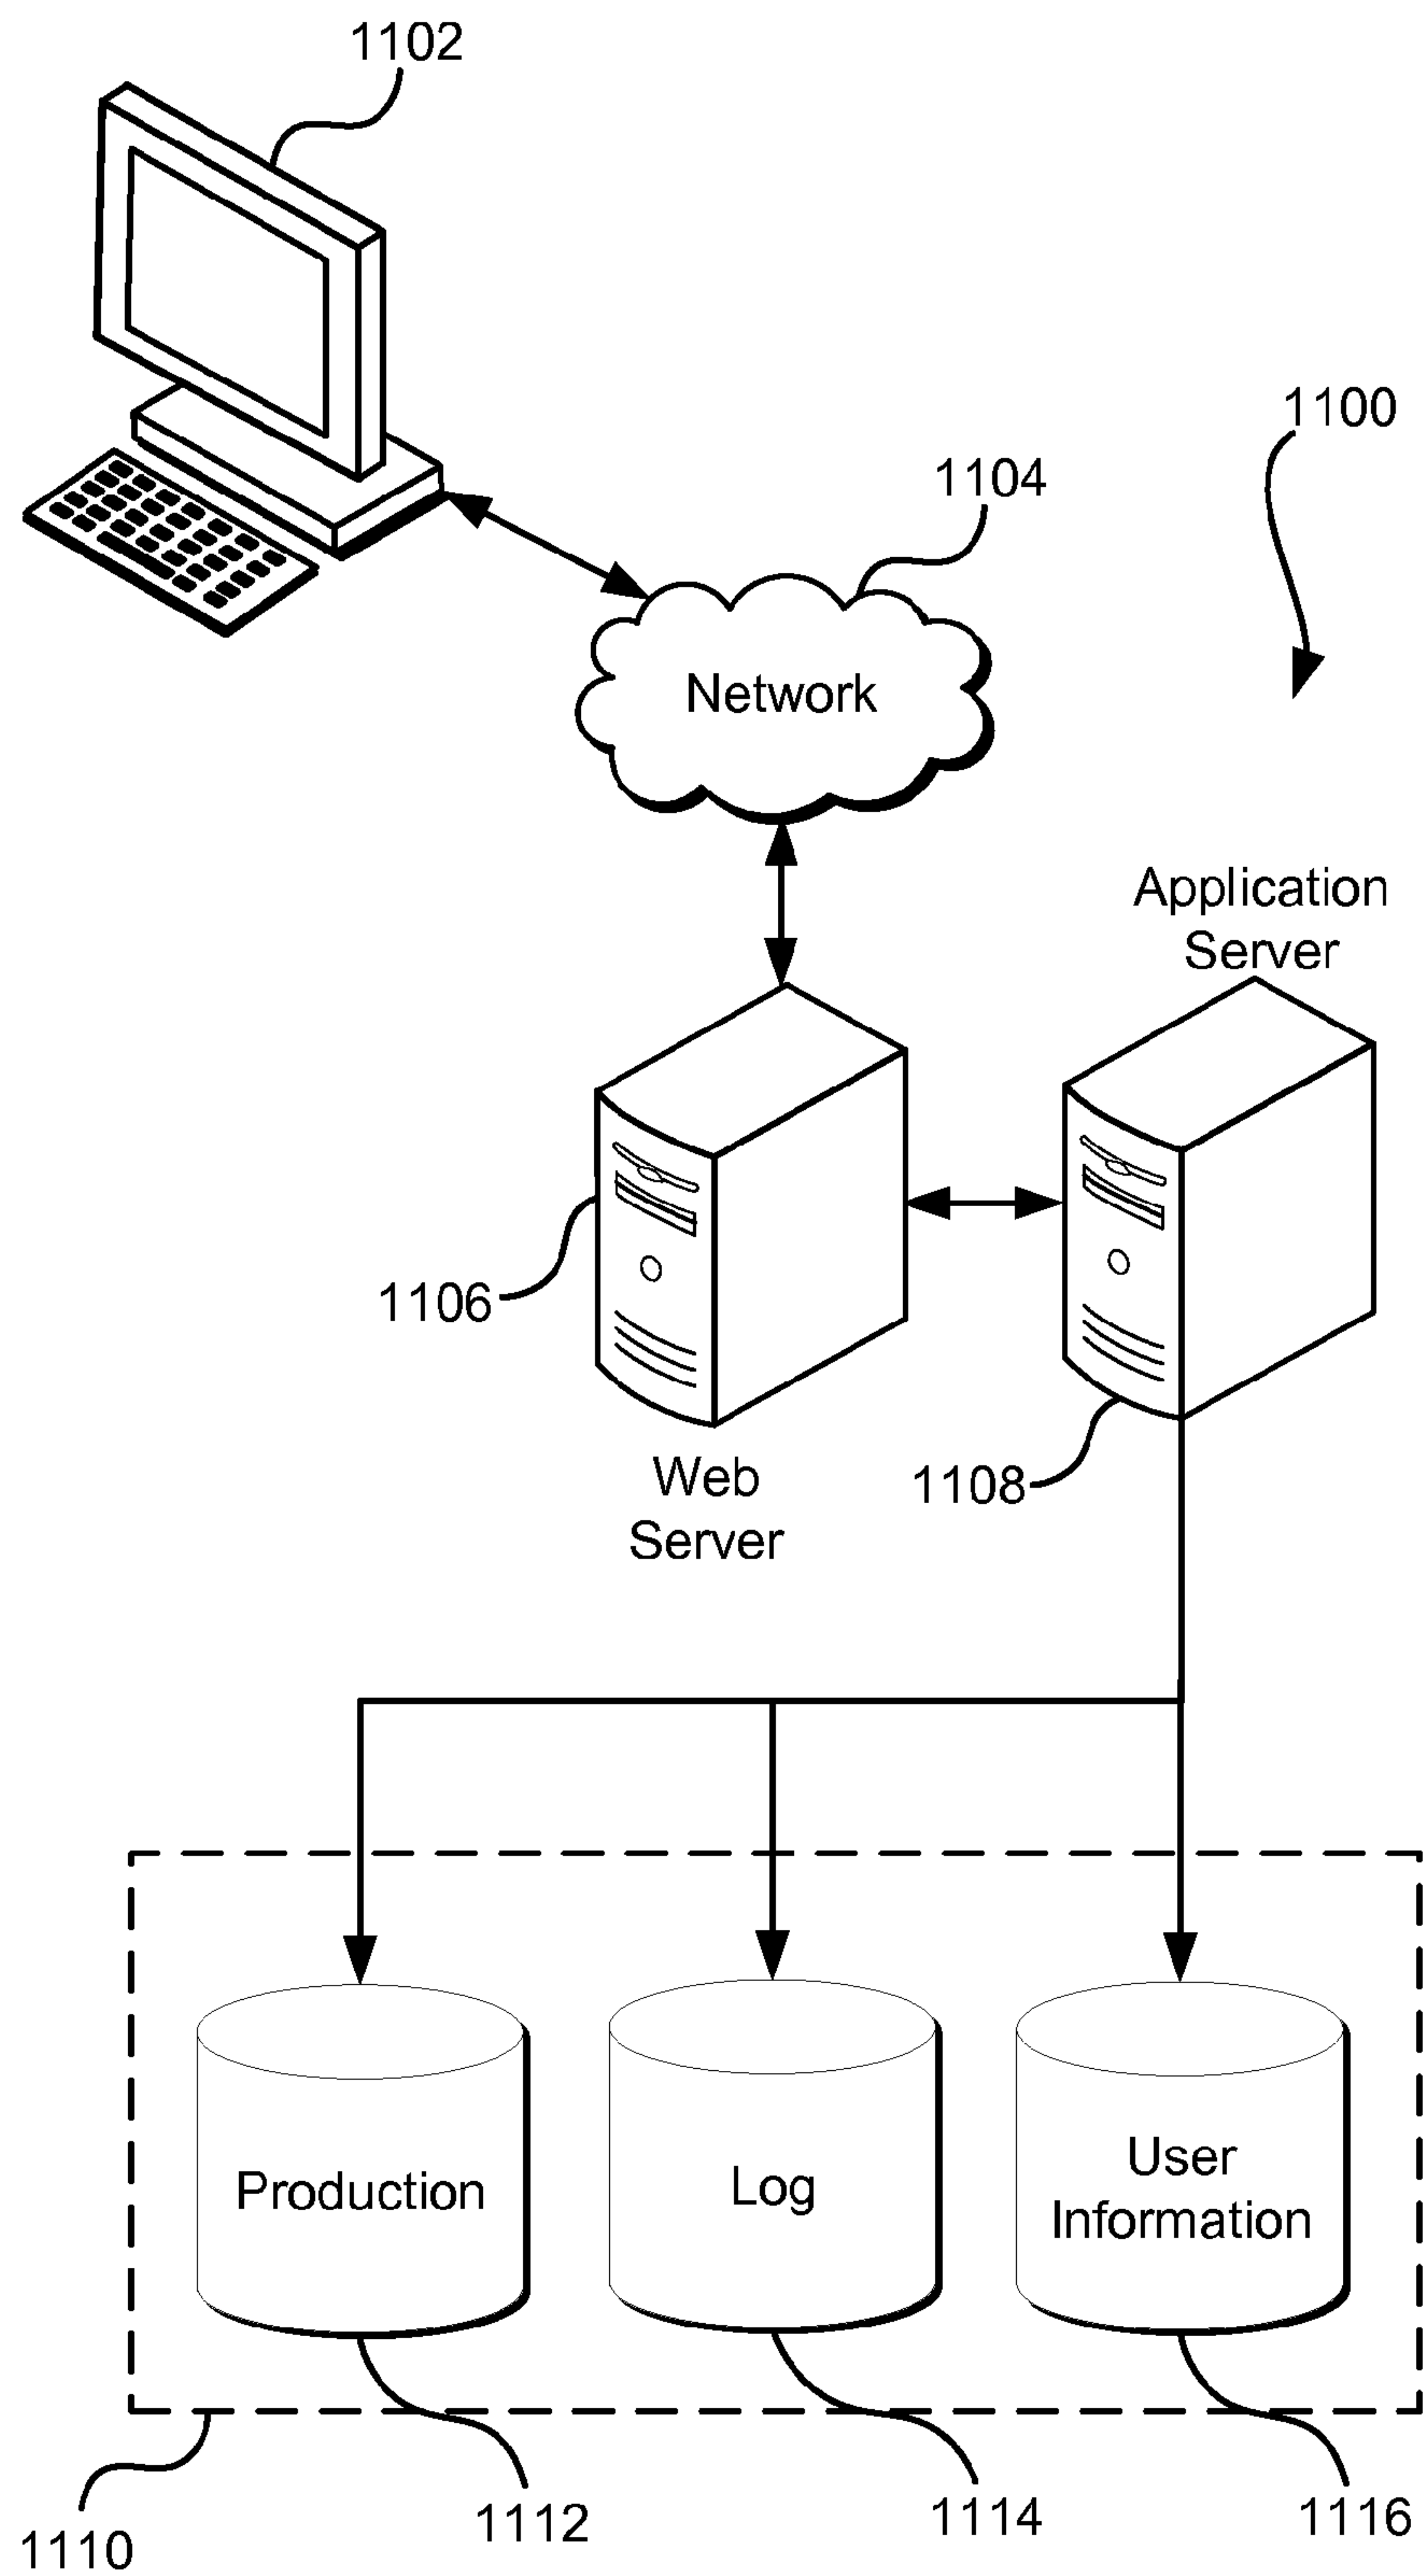 1102
1100
1104
Network
Application
Server
1106
Web
Server
1108
Production
Log
User
Information
1110
1112
1114
1116